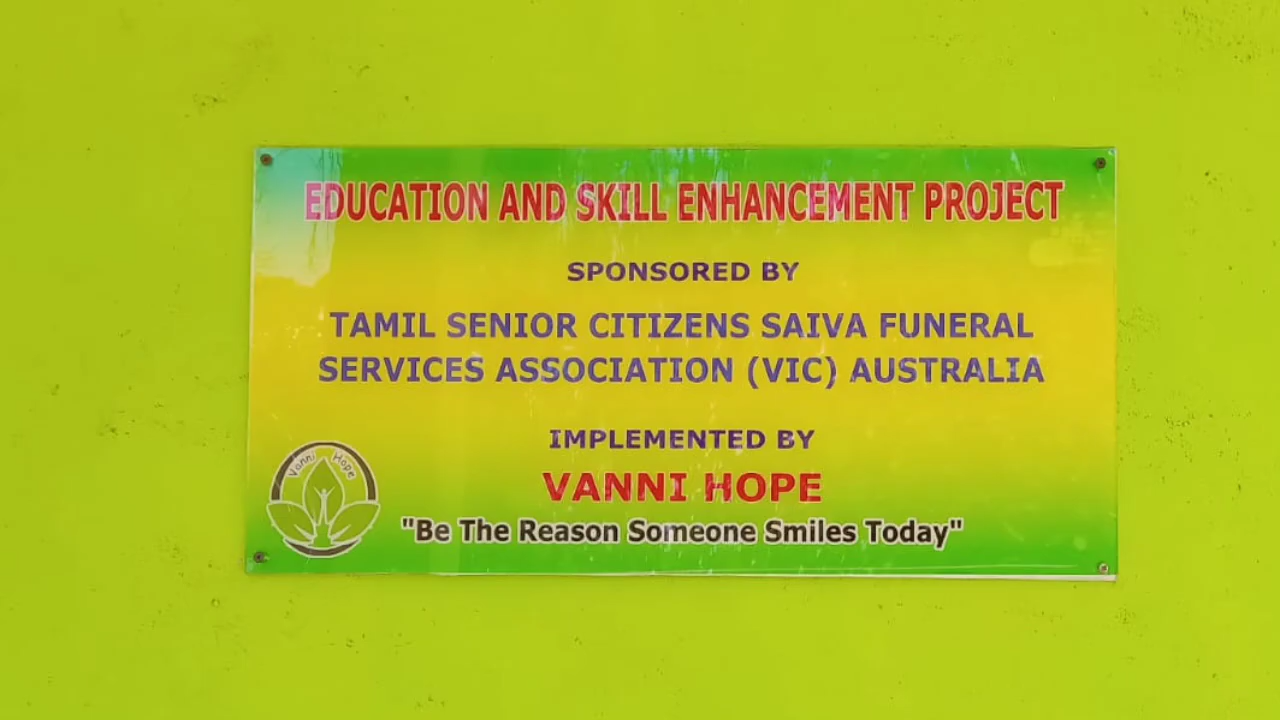 EDUCATION AND SKILL ENHANCEMENT PROJECT
SPONSORED BY
TAMIL SENIOR CITIZENS SAIVA FUNERAL
SERVICES ASSOCIATION (VIC) AUSTRALIA
IMPLEMENTED BY
VANNI HOPE
Vanni Hope
"Be The Reason Someone Smiles Today"